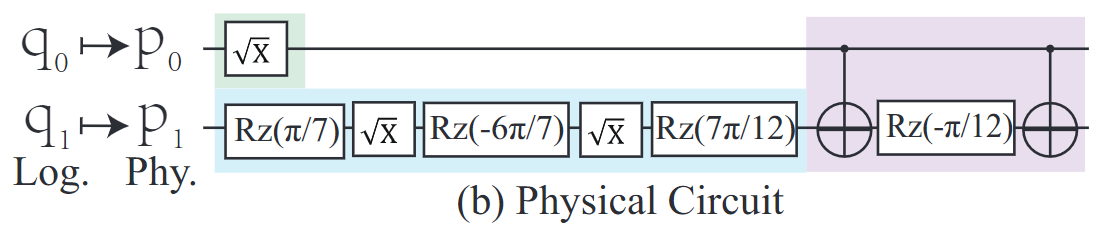 q₀ ↦ p₀ √x
q₁ ↦ p₁ Rz(π/7) √x Rz(-6π/7) √x Rz(7π/12) Rz(-π/12)
Log. Phy.
(b) Physical Circuit